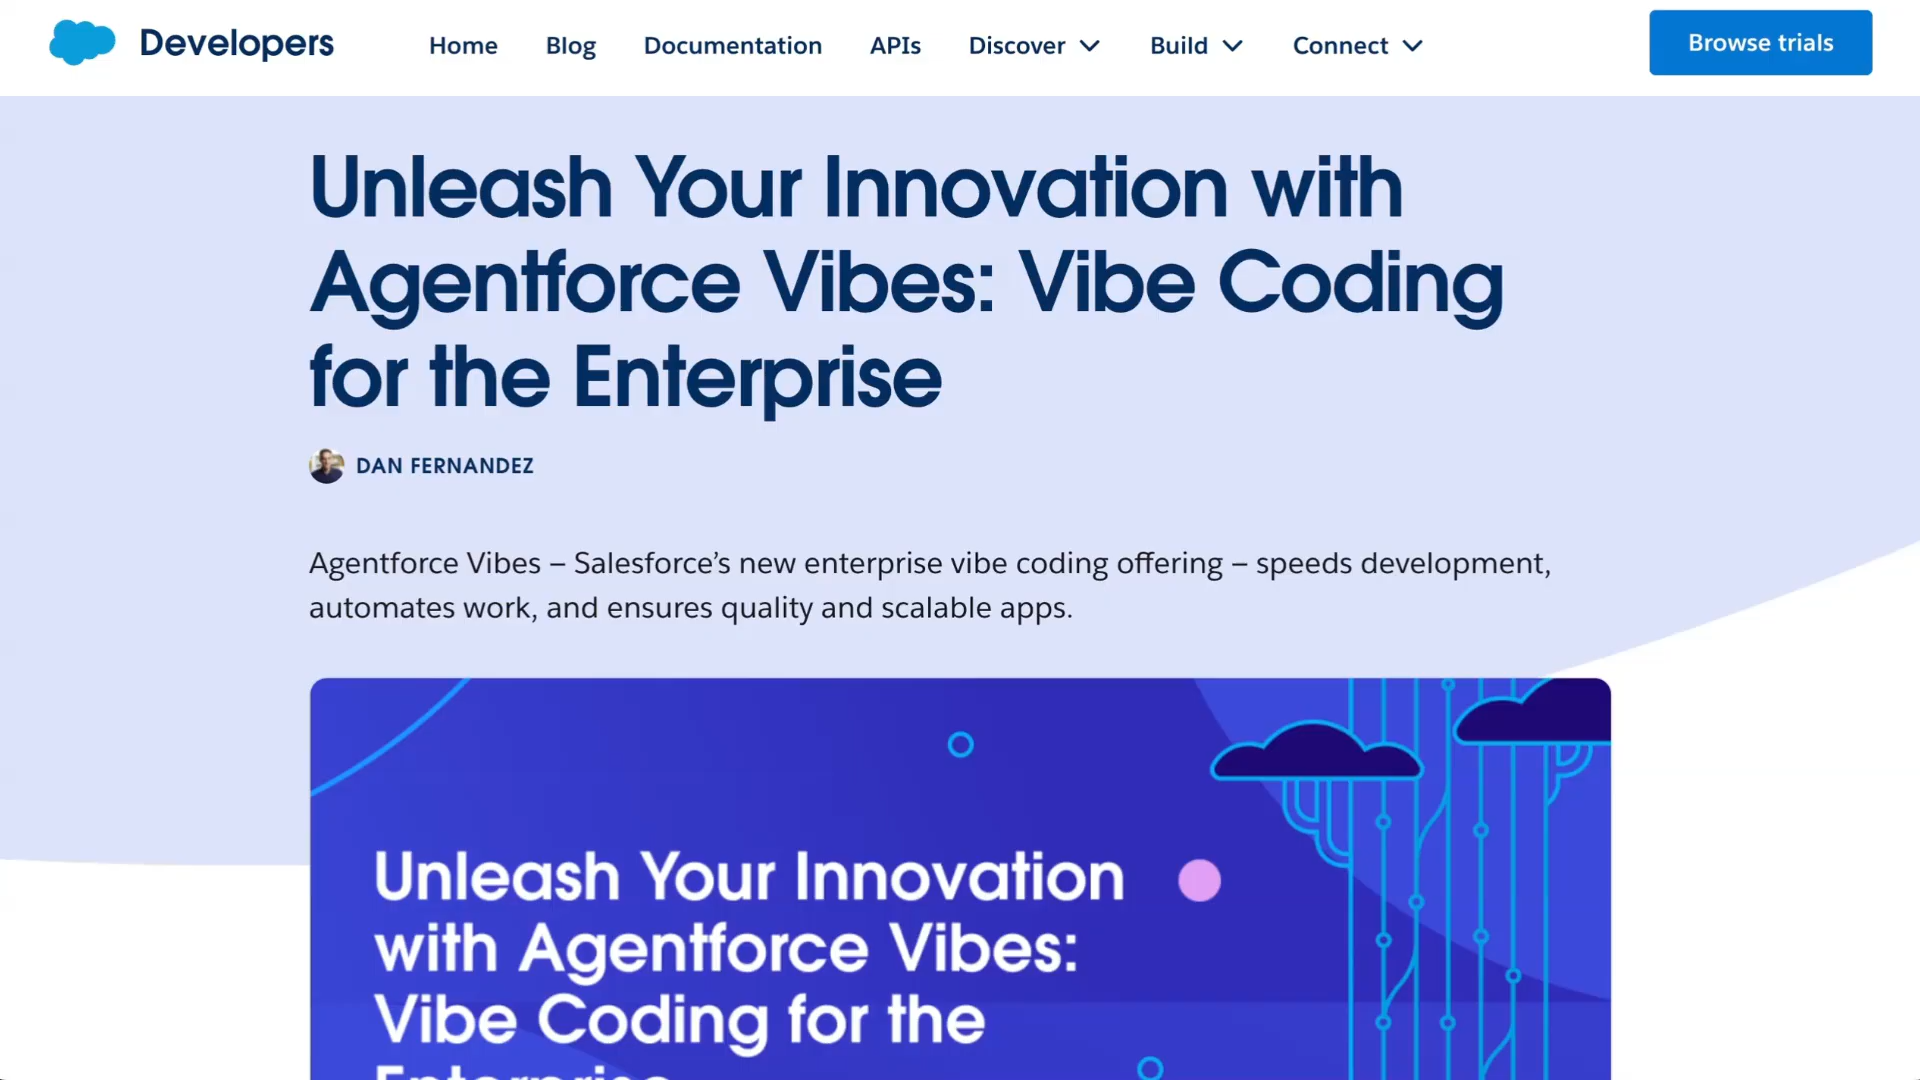 Developers
Home Blog Documentation APIs Discover Build Connect
Browse trials
Unleash Your Innovation with
Agentforce Vibes: Vibe Coding
for the Enterprise
DAN FERNANDEZ
Agentforce Vibes – Salesforce’s new enterprise vibe coding offering – speeds development,
automates work, and ensures quality and scalable apps.
Unleash Your Innovation
with Agentforce Vibes:
Vibe Coding for the
Enterprise